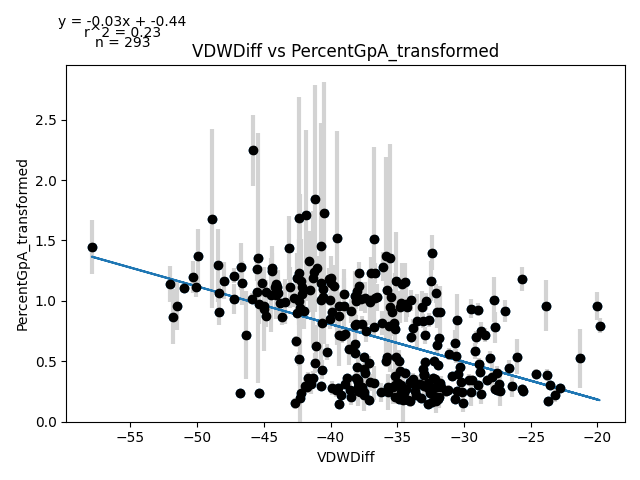 y = -0.03x + -0.44
r^2 = 0.23
n = 293
VDWDiff vs PercentGpA_transformed
PercentGpA_transformed
2.5
2.0
1.5
1.0
0.5
0.0
−55
−50
−45
−40
−35
−30
−25
−20
VDWDiff